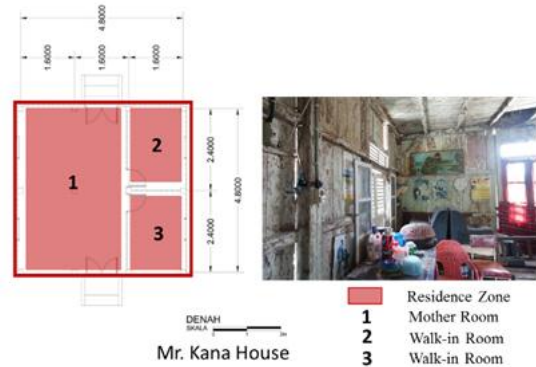 4.8000
1.6000 1.6000 1.6000
1
2
3
2.4000
2.4000
4.8000
DENAH
SKALA
Mr. Kana House
Residence Zone
1 Mother Room
2 Walk-in Room
3 Walk-in Room